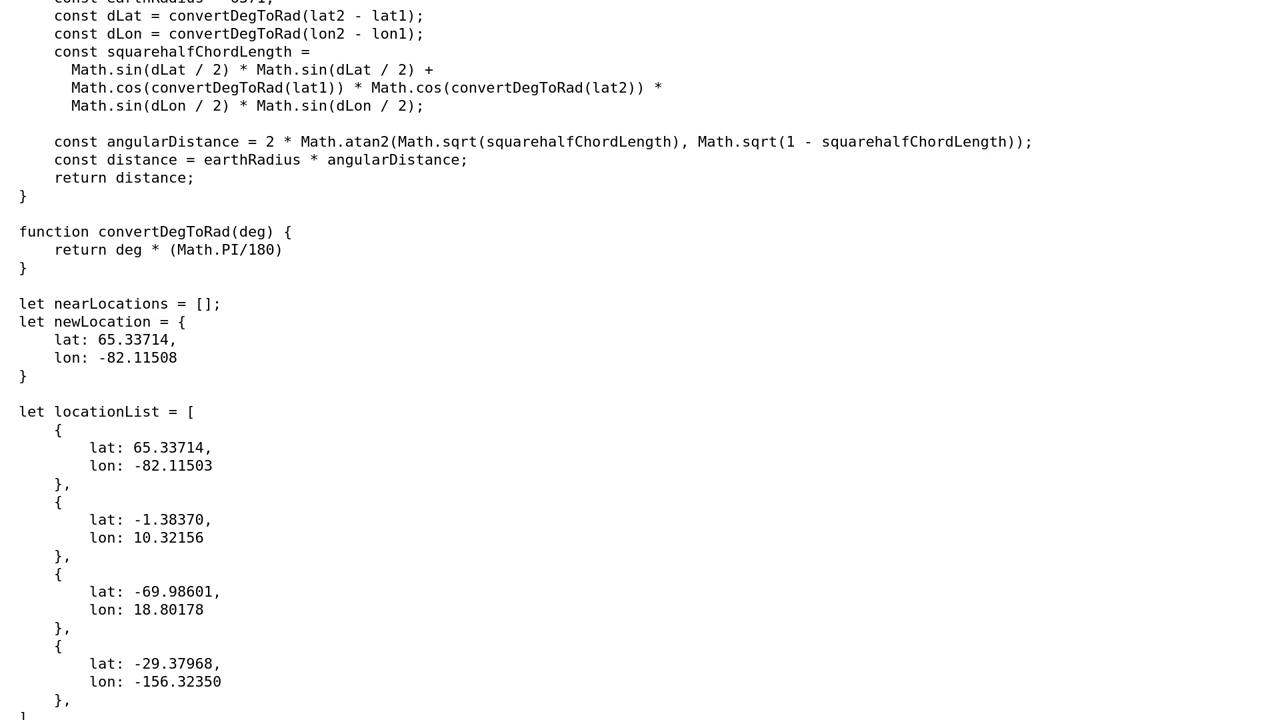 const earthRadius = 6371;
    const dLat = convertDegToRad(lat2 - lat1);
    const dLon = convertDegToRad(lon2 - lon1);
    const squarehalfChordLength =
      Math.sin(dLat / 2) * Math.sin(dLat / 2) +
      Math.cos(convertDegToRad(lat1)) * Math.cos(convertDegToRad(lat2)) *
      Math.sin(dLon / 2) * Math.sin(dLon / 2);

    const angularDistance = 2 * Math.atan2(Math.sqrt(squarehalfChordLength), Math.sqrt(1 - squarehalfChordLength));
    const distance = earthRadius * angularDistance;
    return distance;
}

function convertDegToRad(deg) {
    return deg * (Math.PI/180)
}

let nearLocations = [];
let newLocation = {
    lat: 65.33714,
    lon: -82.11508
}

let locationList = [
    {
        lat: 65.33714,
        lon: -82.11503
    },
    {
        lat: -1.38370,
        lon: 10.32156
    },
    {
        lat: -69.98601,
        lon: 18.80178
    },
    {
        lat: -29.37968,
        lon: -156.32350
    },
]